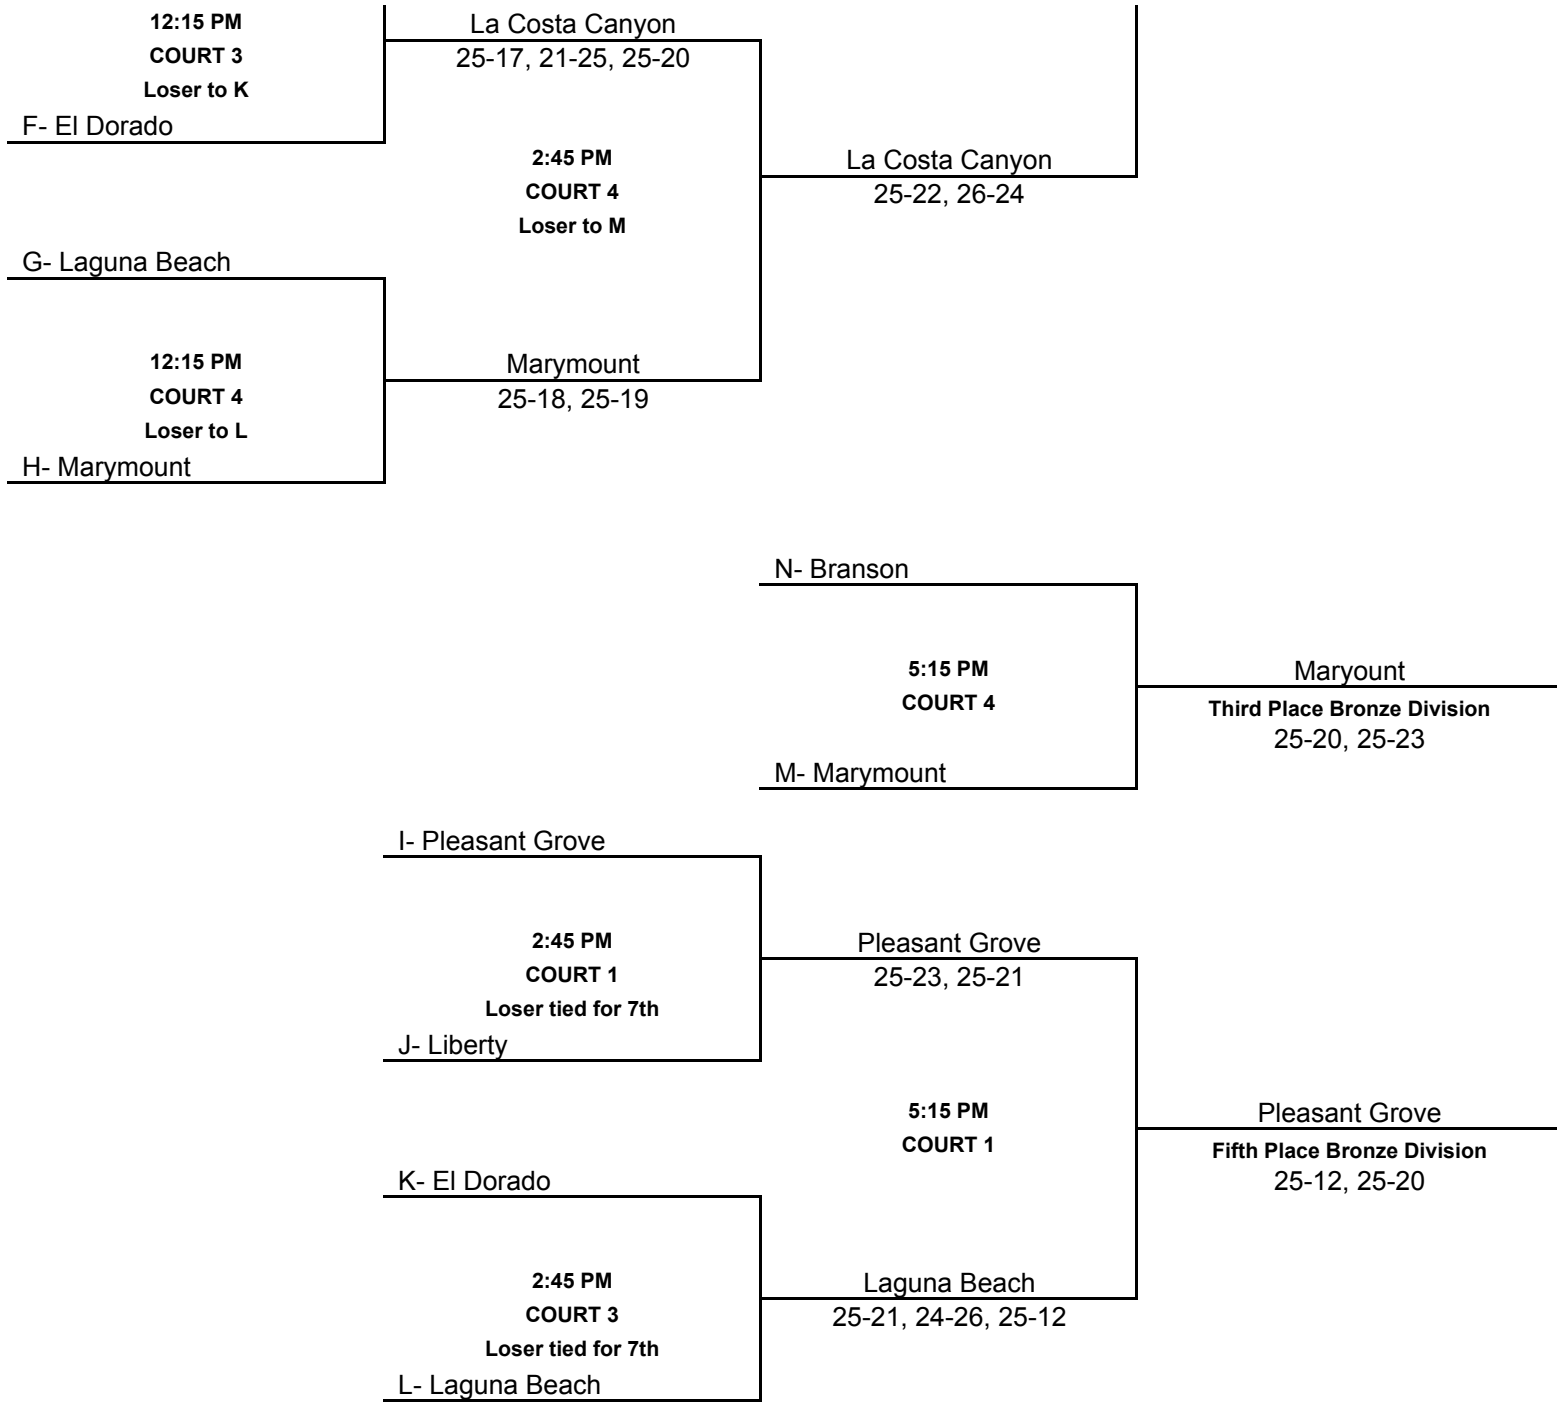 12:15 PM
COURT 3
Loser to K
F- El Dorado
La Costa Canyon
25-17, 21-25, 25-20
2:45 PM
COURT 4
Loser to M
La Costa Canyon
25-22, 26-24
G- Laguna Beach
12:15 PM
COURT 4
Loser to L
H- Marymount
Marymount
25-18, 25-19
N- Branson
5:15 PM
COURT 4
M- Marymount
Maryount
Third Place Bronze Division
25-20, 25-23
I- Pleasant Grove
2:45 PM
COURT 1
Loser tied for 7th
J- Liberty
Pleasant Grove
25-23, 25-21
5:15 PM
COURT 1
Pleasant Grove
Fifth Place Bronze Division
25-12, 25-20
K- El Dorado
2:45 PM
COURT 3
Loser tied for 7th
L- Laguna Beach
Laguna Beach
25-21, 24-26, 25-12